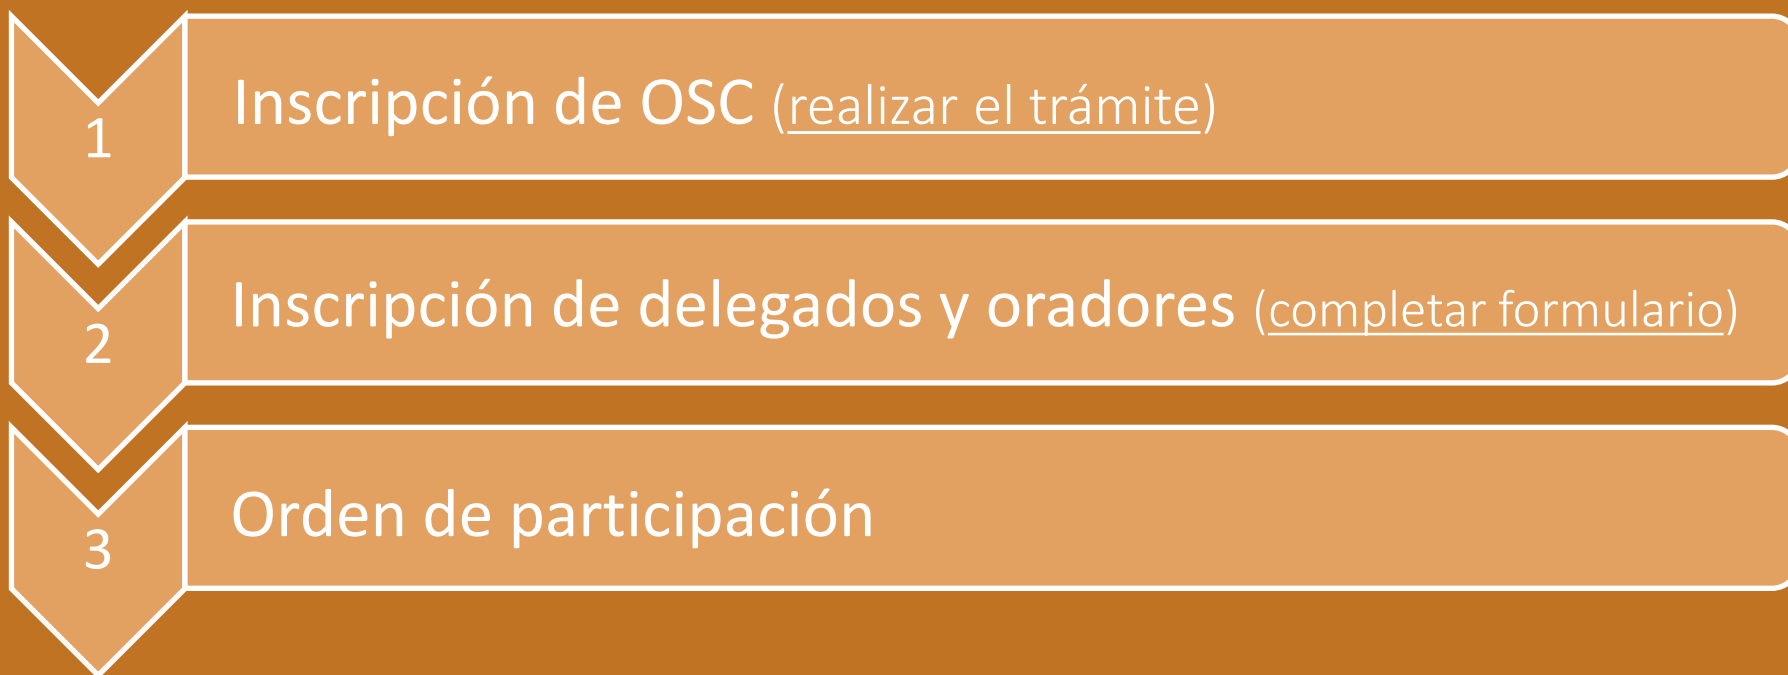 1
Inscripción de OSC (realizar el trámite)
2
Inscripción de delegados y oradores (completar formulario)
3
Orden de participación